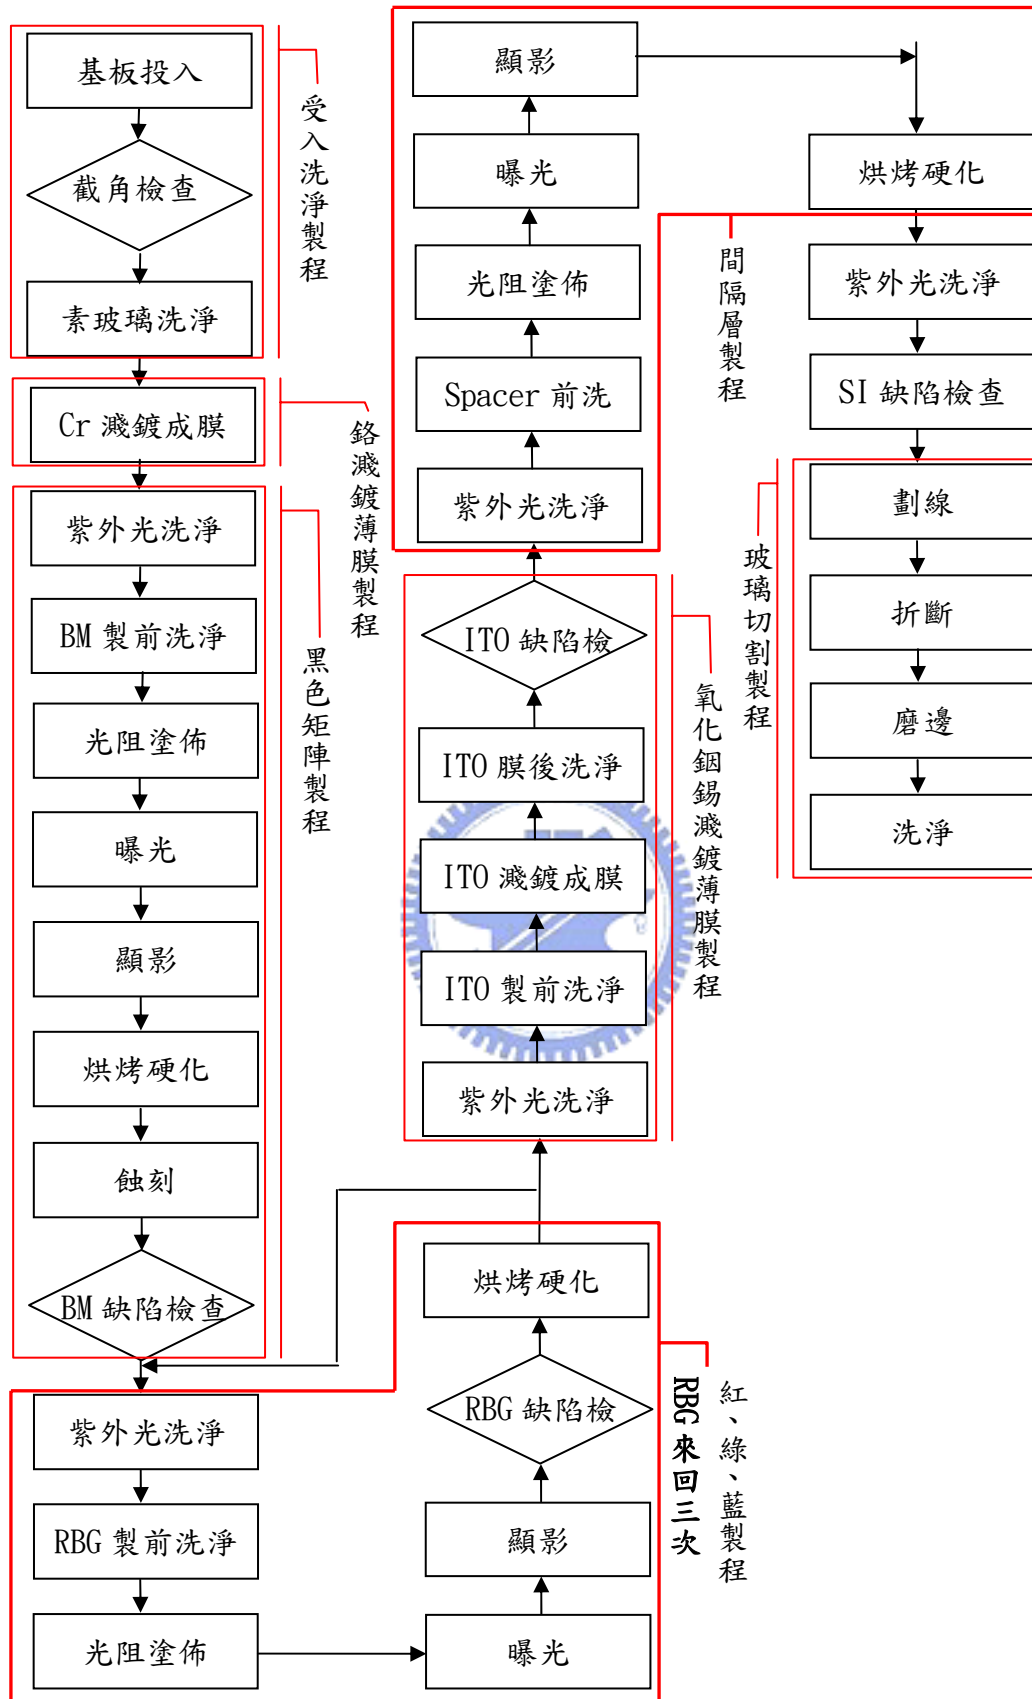 基板投入
截角檢查
素玻璃洗淨
受入洗淨製程
Cr 濺鍍成膜
鉻濺鍍薄膜製程
紫外光洗淨
BM 製前洗淨
光阻塗佈
曝光
顯影
烘烤硬化
蝕刻
BM 缺陷檢查
黑色矩陣製程
紫外光洗淨
RBG 製前洗淨
光阻塗佈
曝光
顯影
RBG 缺陷檢
烘烤硬化
紅、綠、藍製程
RBG 來回三次
紫外光洗淨
ITO 製前洗淨
ITO 濺鍍成膜
ITO 膜後洗淨
ITO 缺陷檢
氧化銦錫濺鍍薄膜製程
紫外光洗淨
Spacer 前洗
光阻塗佈
曝光
顯影
烘烤硬化
間隔層製程
紫外光洗淨
SI 缺陷檢查
劃線
折斷
磨邊
洗淨
玻璃切割製程